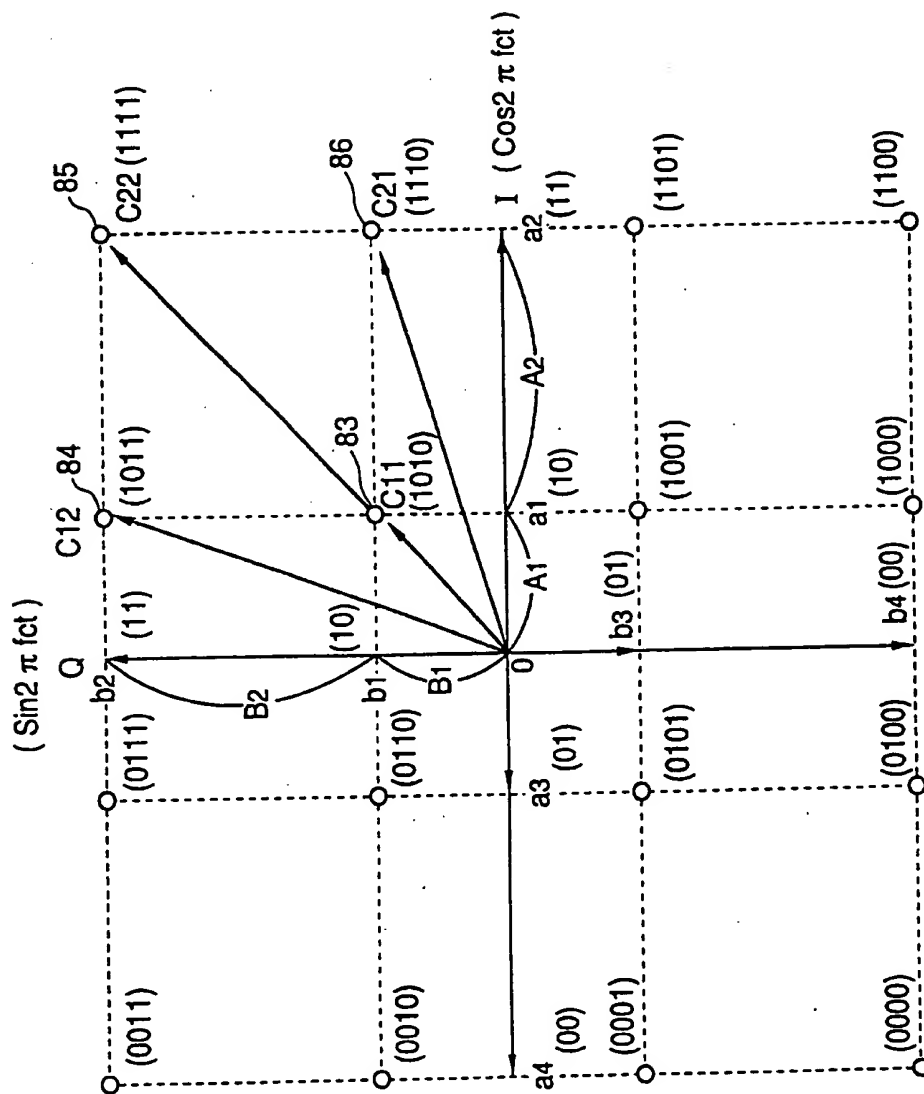 ( Sin2 π fct )
Q
84
85
C12
C22 (1111)
b2
(0011)
(0111)
(11)
(1011)
B2
83
86
(10)
b1
C11
(1010)
C21
(1110)
(0010)
(0110)
B1
I ( Cos2 π fct )
0
A1
A2
a4
(00)
a3
(01)
a1
(10)
a2
(11)
b3
(01)
(0001)
(0101)
(1001)
(1101)
b4
(00)
(0000)
(0100)
(1000)
(1100)